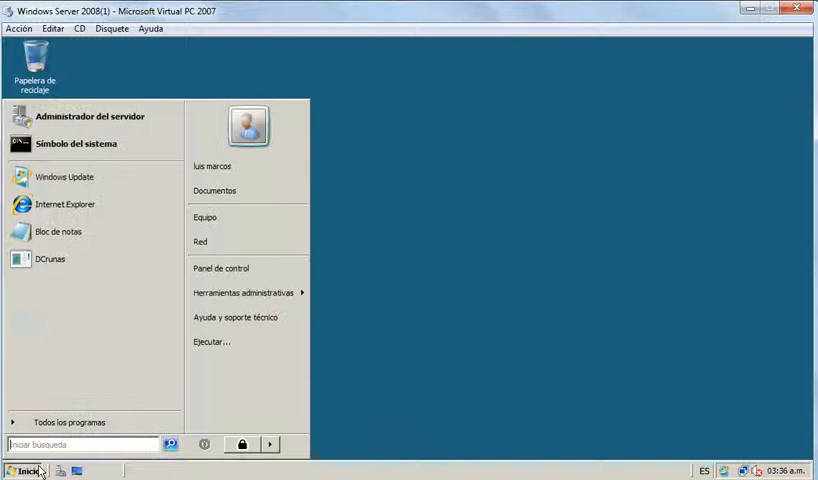 Windows Server 2008(1) - Microsoft Virtual PC 2007
Acción Editar CD Disquete Ayuda
Papelera de
reciclaje
Administrador del servidor
Símbolo del sistema
Windows Update
Internet Explorer
Bloc de notas
DCrunas
Todos los programas
Iniciar búsqueda
luis marcos
Documentos
Equipo
Red
Panel de control
Herramientas administrativas
Ayuda y soporte técnico
Ejecutar...
Inicio
ES
03:36 a.m.